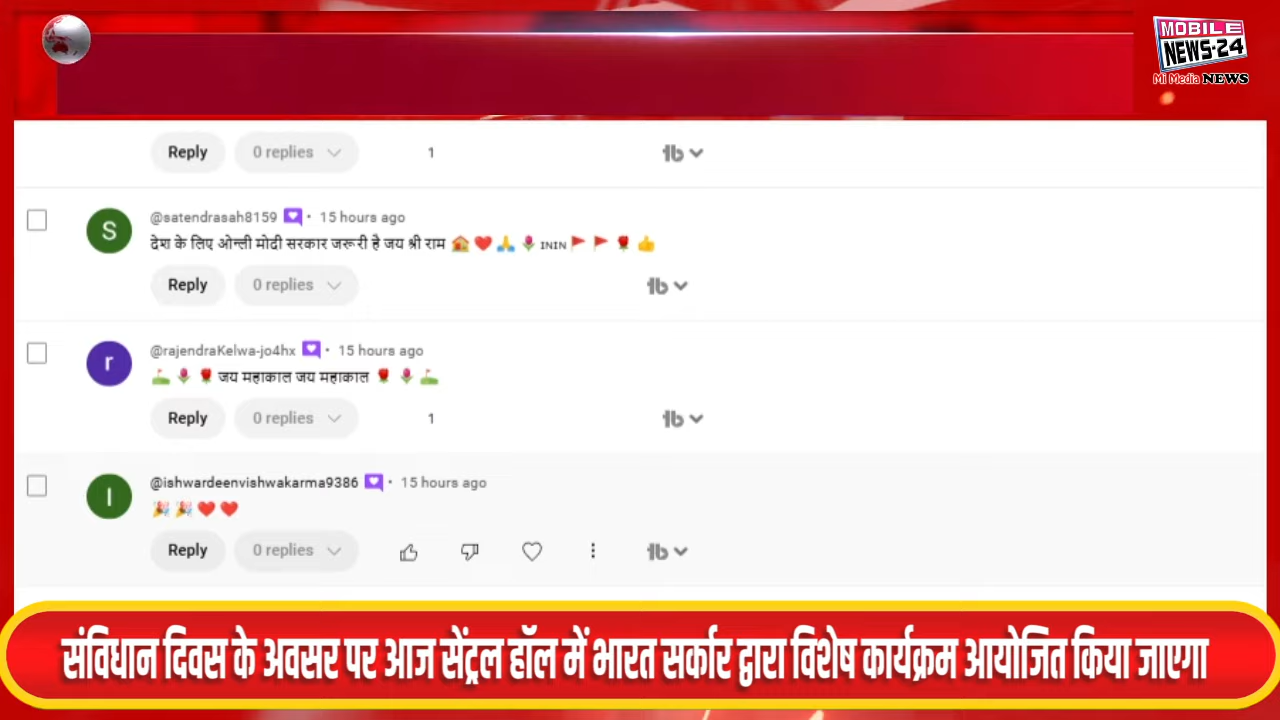 MOBILE
NEWS-24
Mi Media NEWS
Reply 0 replies 1
@satendrasah8159 • 15 hours ago
S
देश के लिए ओन्ली मोदी सरकार जरूरी है जय श्री राम 🏠 ❤️ 🙏 🌷 ɪɴɪɴ 🚩 🚩 🌹 👍
Reply 0 replies
@rajendraKelwa-jo4hx • 15 hours ago
r
⛳ 🌷 🌹 जय महाकाल जय महाकाल 🌹 🌷 ⛳
Reply 0 replies 1
@ishwardeenvishwakarma9386 • 15 hours ago
I
🎉 🎉 ❤️ ❤️
Reply 0 replies
संविधान दिवस के अवसर पर आज सेंट्रल हॉल में भारत सर्कार द्वारा विशेष कार्यक्रम आयोजित किया जाएगा